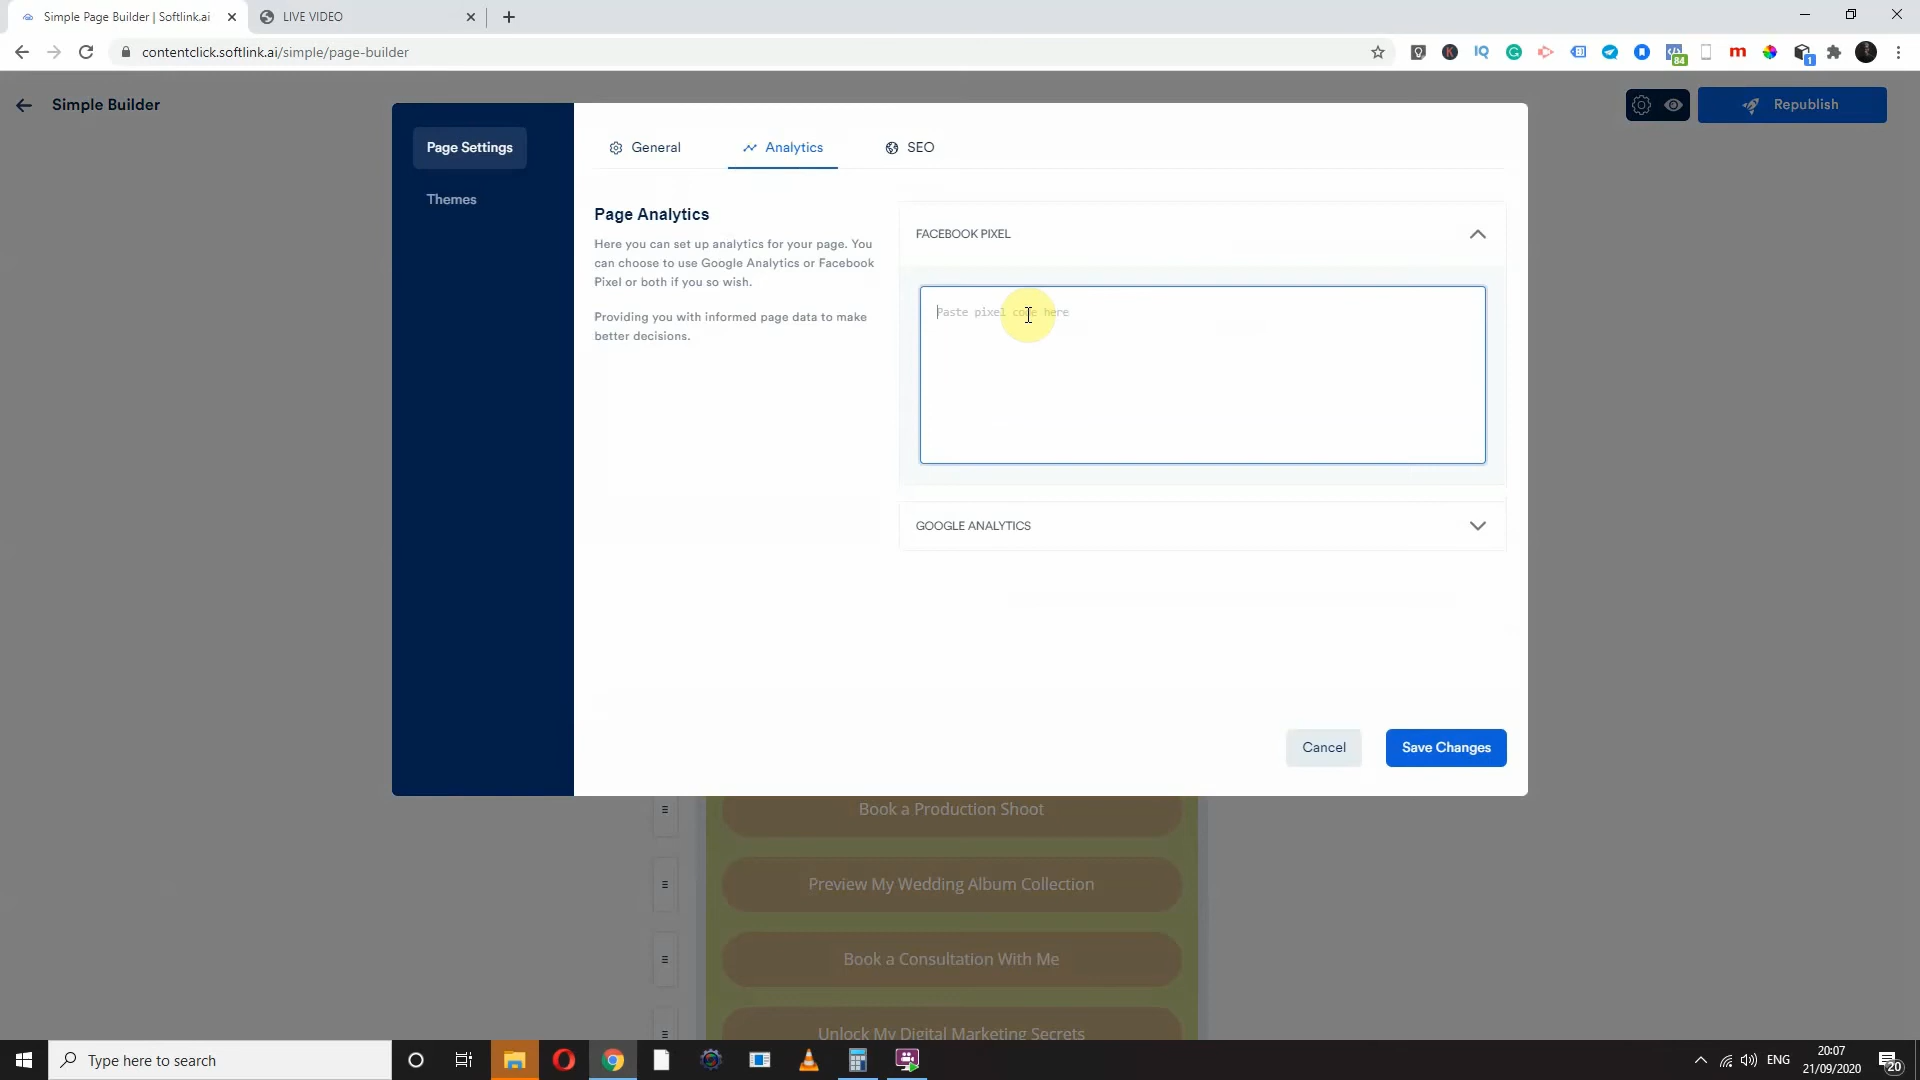 Simple Page Builder | Softlink.ai
LIVE VIDEO
contentclick.softlink.ai/simple/page-builder
K
IQ
84
m
1
Simple Builder
Republish
Page Settings
Themes
General
Analytics
SEO
Page Analytics
Here you can set up analytics for your page. You
can choose to use Google Analytics or Facebook
Pixel or both if you so wish.
Providing you with informed page data to make
better decisions.
FACEBOOK PIXEL
Paste pixel code here
GOOGLE ANALYTICS
Cancel
Save Changes
Book a Production Shoot
Preview My Wedding Album Collection
Book a Consultation With Me
Unlock My Digital Marketing Secrets
Type here to search
ENG
20:07
21/09/2020
20